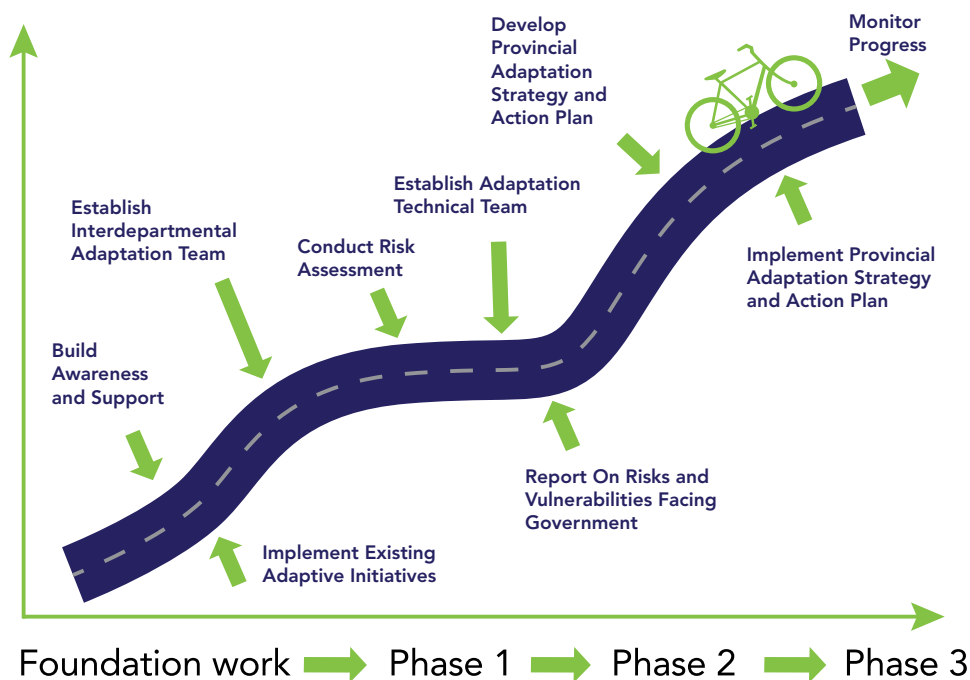 Monitor
Progress
Develop
Provincial
Adaptation
Strategy and
Action Plan
Establish Adaptation
Technical Team
Establish
Interdepartmental
Adaptation Team
Conduct Risk
Assessment
Implement Provincial
Adaptation Strategy
and Action Plan
Build
Awareness
and Support
Report On Risks and
Vulnerabilities Facing
Government
Implement Existing
Adaptive Initiatives
Foundation work Phase 1 Phase 2 Phase 3